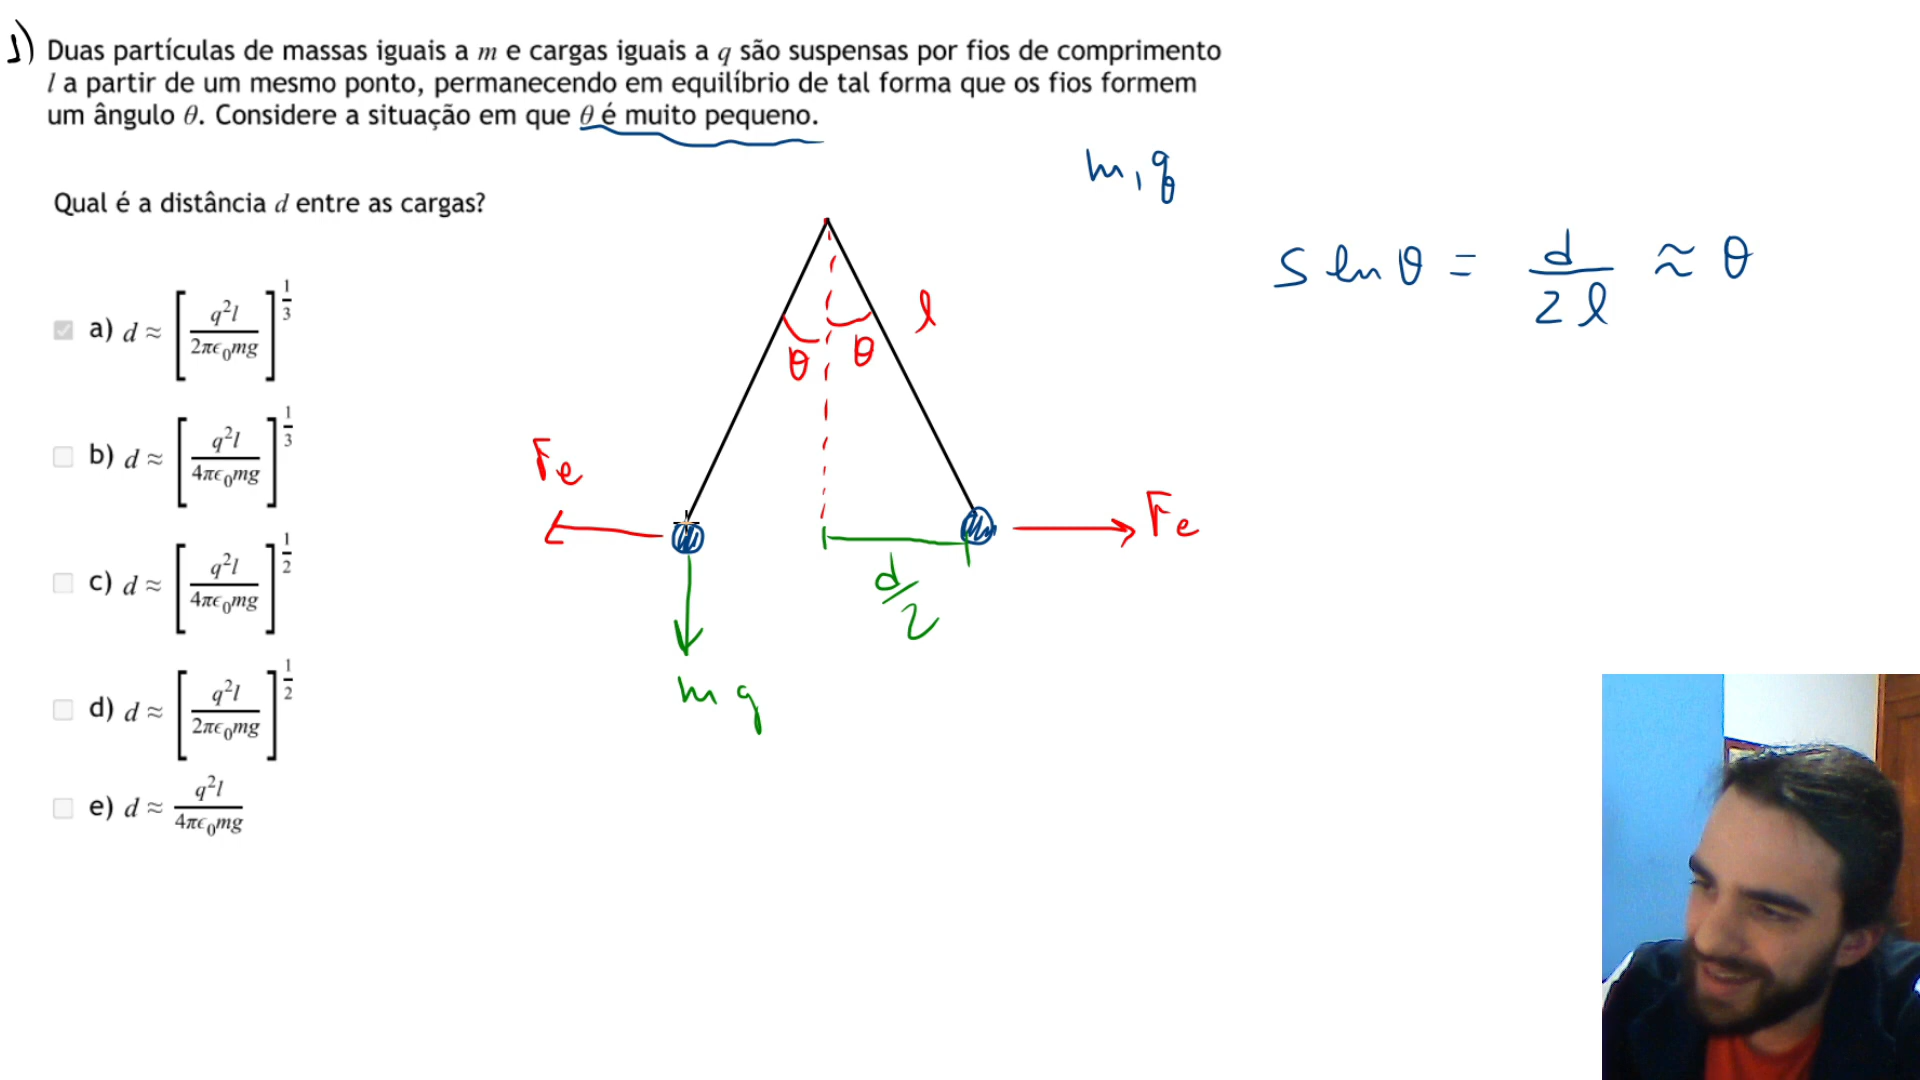 1) Duas partículas de massas iguais a m e cargas iguais a q são suspensas por fios de comprimento
l a partir de um mesmo ponto, permanecendo em equilíbrio de tal forma que os fios formem
um ângulo θ. Considere a situação em que θ é muito pequeno.
m, q
Qual é a distância d entre as cargas?
sen θ = d/2l ≈ θ
a) d ≈ [q²l / 2πϵ₀mg]^(1/3)
b) d ≈ [q²l / 4πϵ₀mg]^(1/3)
c) d ≈ [q²l / 4πϵ₀mg]^(1/2)
d) d ≈ [q²l / 2πϵ₀mg]^(1/2)
e) d ≈ q²l / 4πϵ₀mg
l
θ θ
Fe
Fe
d/2
mg